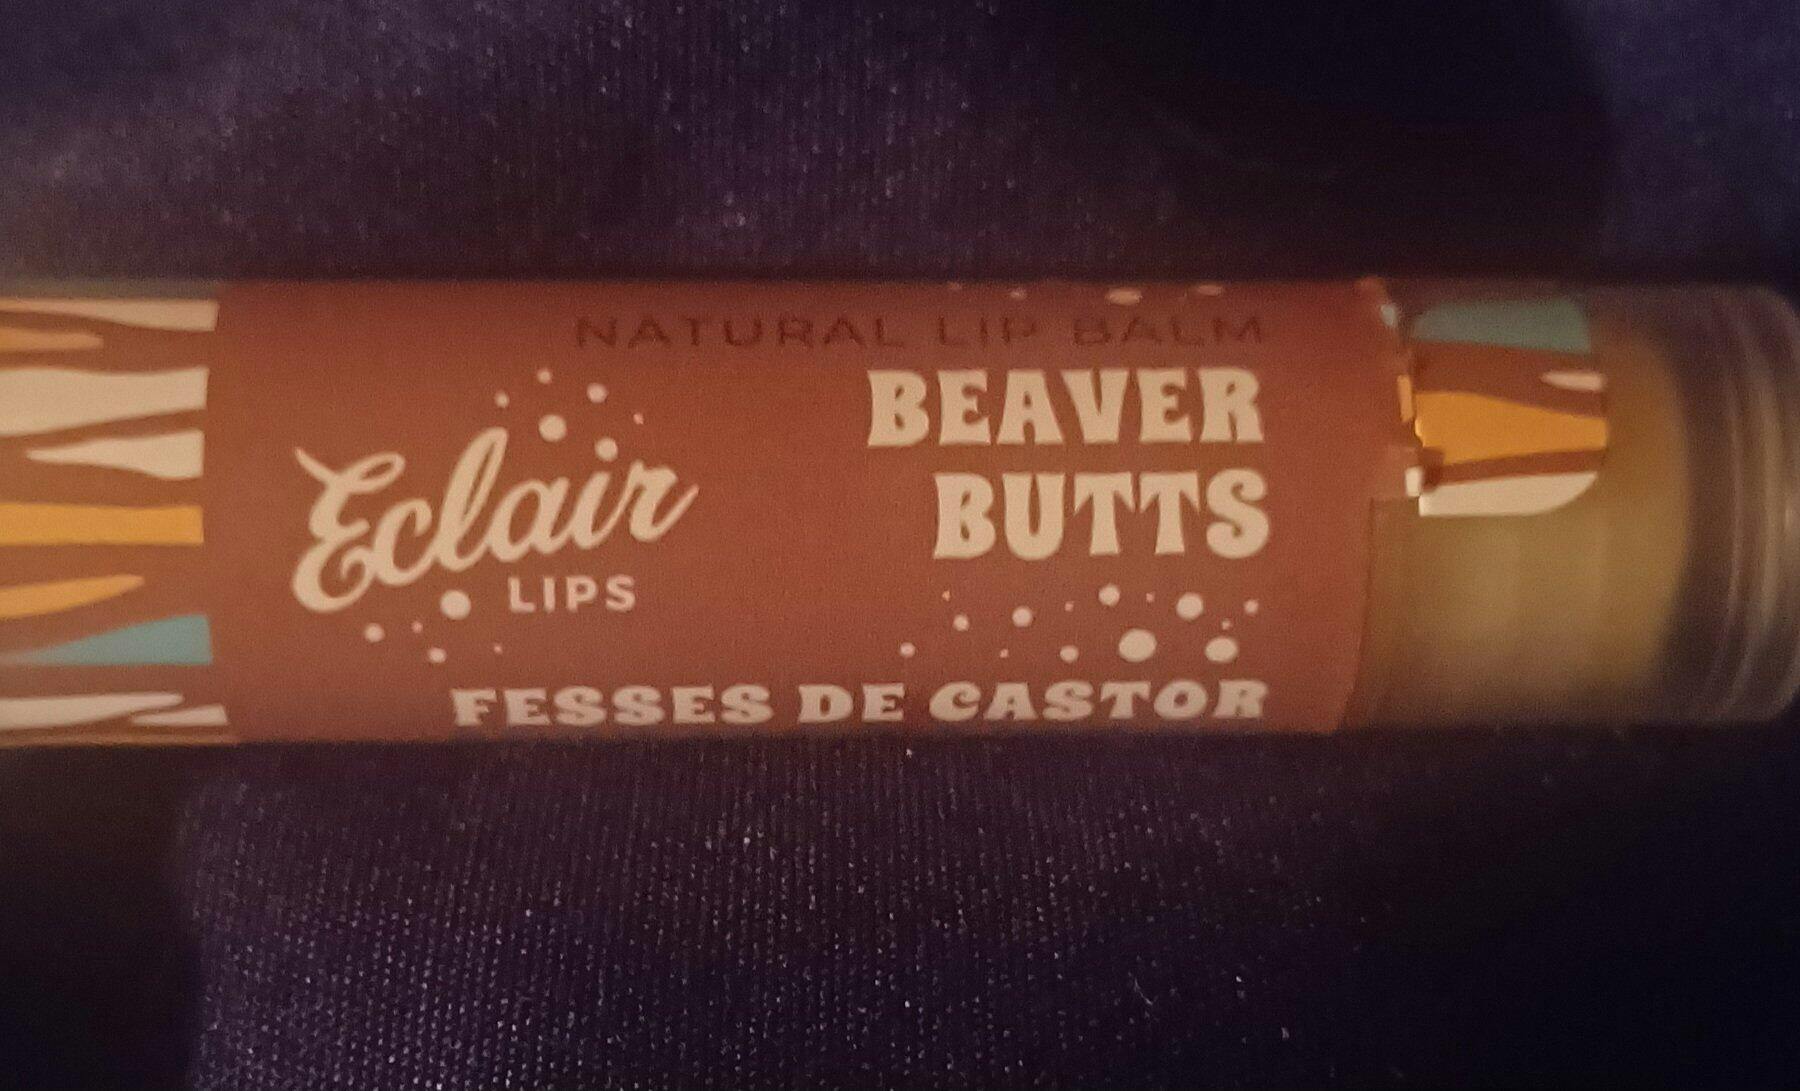 NATURAL LIP BALM
Eclair
LIPS
BEAVER
BUTTS
FESSES DE CASTOR